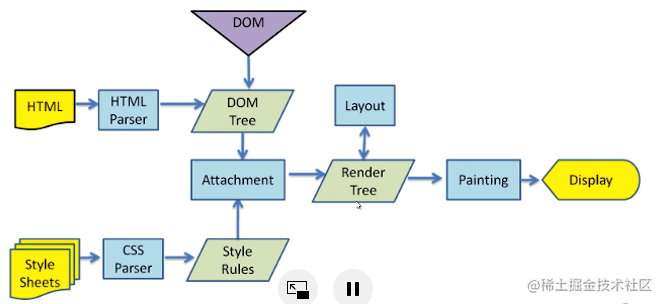 DOM
HTML
HTML
Parser
DOM
Tree
Layout
Attachment
Render
Tree
Painting
Display
Style
Sheets
CSS
Parser
Style
Rules
@稀土掘金技术社区